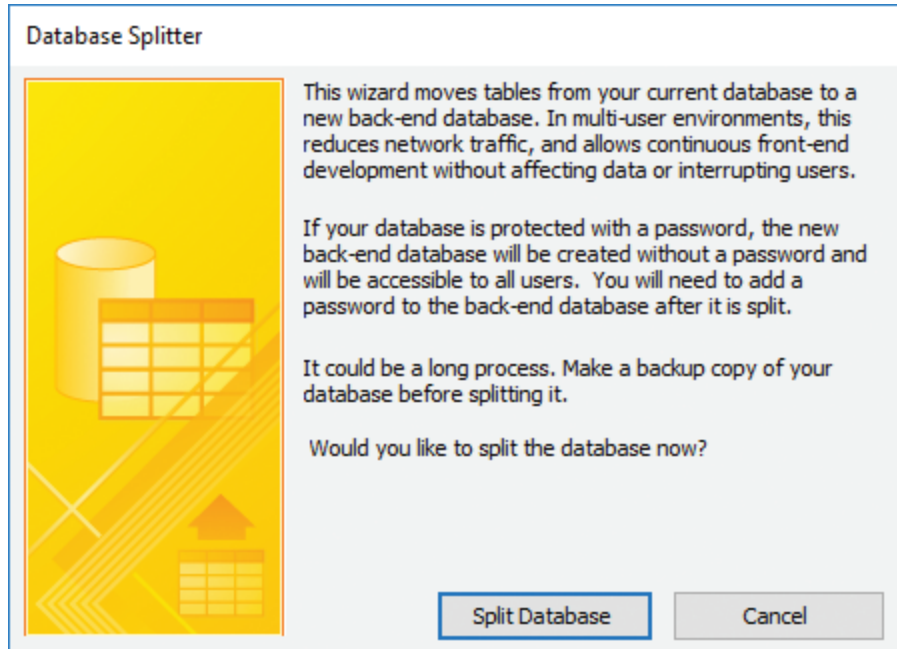 Database Splitter
This wizard moves tables from your current database to a
new back-end database. In multi-user environments, this
reduces network traffic, and allows continuous front-end
development without affecting data or interrupting users.
If your database is protected with a password, the new
back-end database will be created without a password and
will be accessible to all users.  You will need to add a
password to the back-end database after it is split.
It could be a long process. Make a backup copy of your
database before splitting it.
Would you like to split the database now?
Split Database
Cancel